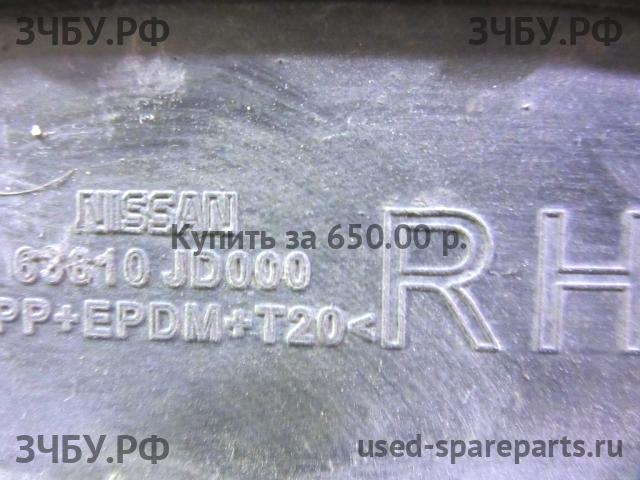 ЗЧБУ.РФ ЗЧБУ.РФ
NISSAN
Купить за 650.00 р.
63810 JD000
PP+EPDM+T20<
RH
ЗЧБУ.РФ used-spareparts.ru